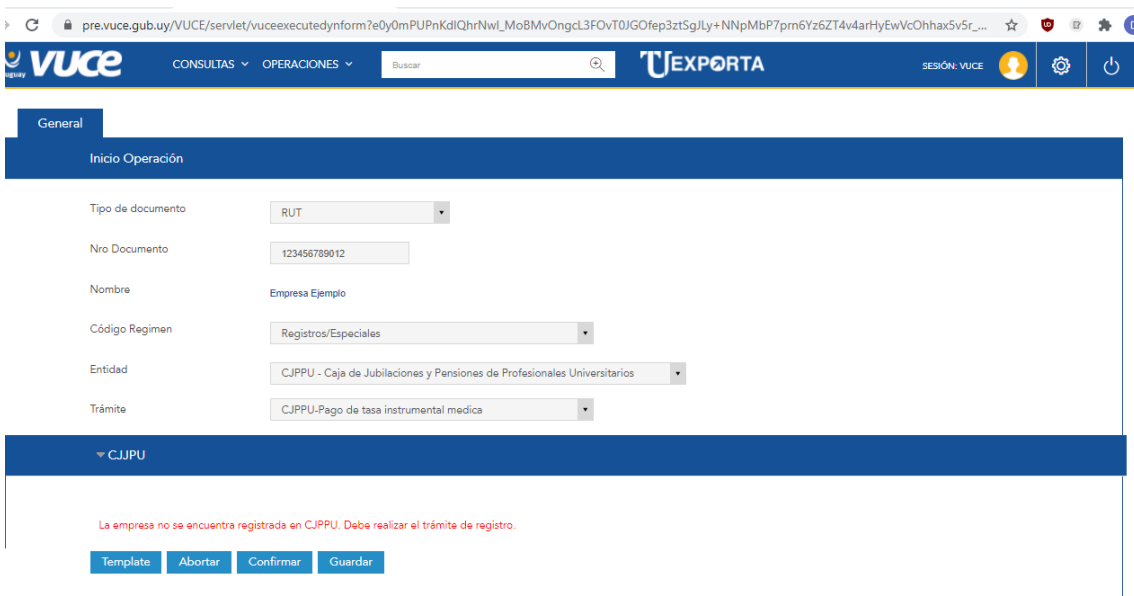 pre.vuce.gub.uy/VUCE/servlet/vuceexecutedynform?e0y0mPUPnKdlQhrNwl_MoBMvOngcL3FOvT0JGOfep3ztSgJLy+NNpMbP7prn6Yz6ZT4v4arHyEwVcOhhax5v5r_...
uguay VUCE CONSULTAS OPERACIONES Buscar TU EXPORTA SESIÓN: VUCE
General
Inicio Operación
Tipo de documento RUT
Nro Documento 123456789012
Nombre Empresa Ejemplo
Código Regimen Registros/Especiales
Entidad CJPPU - Caja de Jubilaciones y Pensiones de Profesionales Universitarios
Trámite CJPPU-Pago de tasa instrumental medica
CJJPU
La empresa no se encuentra registrada en CJPPU. Debe realizar el trámite de registro.
Template Abortar Confirmar Guardar